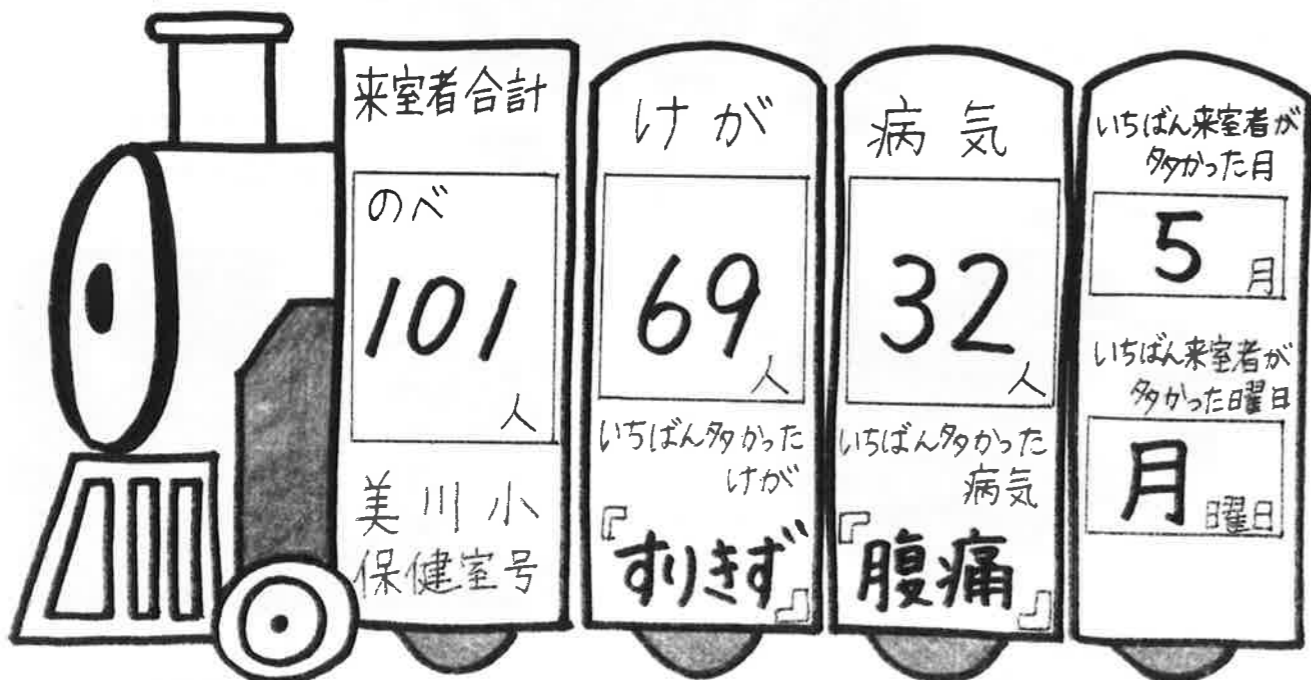 来室者合計
のべ
101
人
美川小
保健室号
けが
69
人
いちばん多かった
けが
『すりきず』
病気
32
人
いちばん多かった
病気
『腹痛』
いちばん来室者が
多かった月
5月
いちばん来室者が
多かった曜日
月曜日